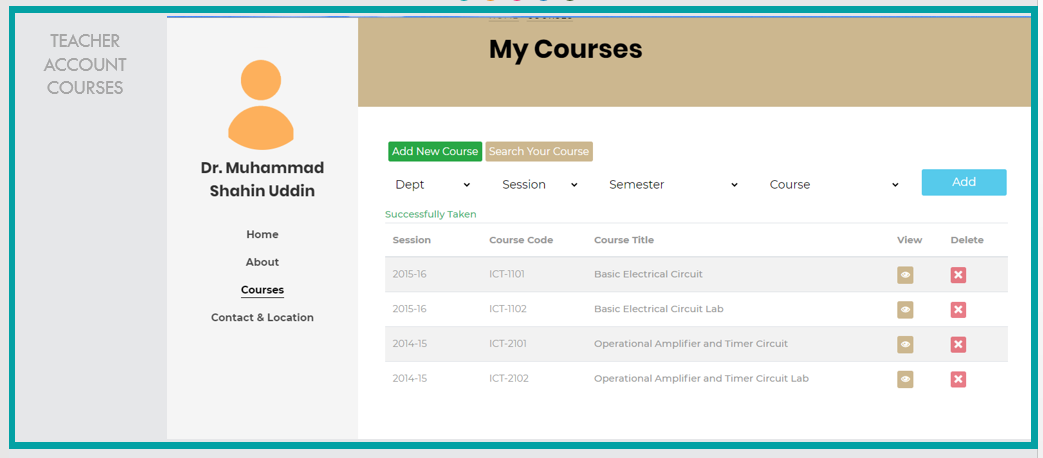 TEACHER
ACCOUNT
COURSES
My Courses
Dr. Muhammad
Shahin Uddin
Home
About
Courses
Contact & Location
Add New Course Search Your Course
Dept Session Semester Course Add
Successfully Taken
Session Course Code Course Title View Delete
2015-16 ICT-1101 Basic Electrical Circuit
2015-16 ICT-1102 Basic Electrical Circuit Lab
2014-15 ICT-2101 Operational Amplifier and Timer Circuit
2014-15 ICT-2102 Operational Amplifier and Timer Circuit Lab